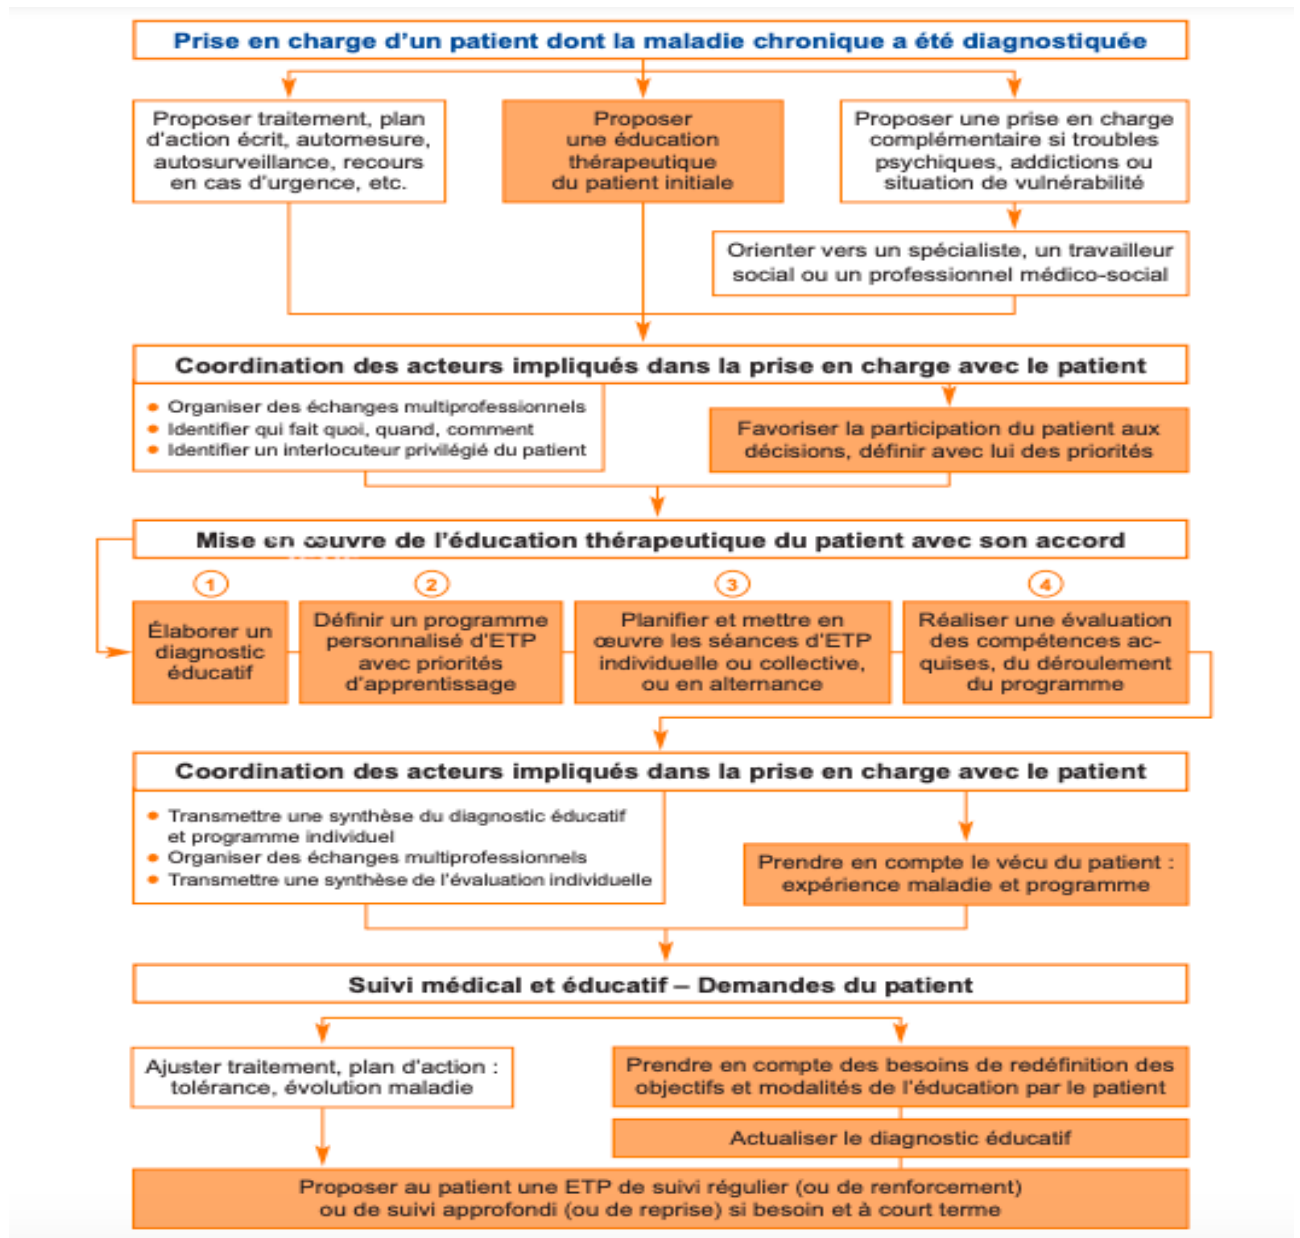 Prise en charge d'un patient dont la maladie chronique a été diagnostiquée
Proposer traitement, plan
d'action écrit, automesure,
autosurveillance, recours
en cas d'urgence, etc.
Proposer
une éducation
thérapeutique
du patient initiale
Proposer une prise en charge
complémentaire si troubles
psychiques, addictions ou
situation de vulnérabilité
Orienter vers un spécialiste, un travailleur
social ou un professionnel médico-social
Coordination des acteurs impliqués dans la prise en charge avec le patient
• Organiser des échanges multiprofessionnels
• Identifier qui fait quoi, quand, comment
• Identifier un interlocuteur privilégié du patient
Favoriser la participation du patient aux
décisions, définir avec lui des priorités
Mise en œuvre de l'éducation thérapeutique du patient avec son accord
1
Élaborer un
diagnostic
éducatif
2
Définir un programme
personnalisé d'ETP
avec priorités
d'apprentissage
3
Planifier et mettre en
œuvre les séances d'ETP
individuelle ou collective,
ou en alternance
4
Réaliser une évaluation
des compétences ac-
quises, du déroulement
du programme
Coordination des acteurs impliqués dans la prise en charge avec le patient
• Transmettre une synthèse du diagnostic éducatif
et programme individuel
• Organiser des échanges multiprofessionnels
• Transmettre une synthèse de l'évaluation individuelle
Prendre en compte le vécu du patient :
expérience maladie et programme
Suivi médical et éducatif – Demandes du patient
Ajuster traitement, plan d'action :
tolérance, évolution maladie
Prendre en compte des besoins de redéfinition des
objectifs et modalités de l'éducation par le patient
Actualiser le diagnostic éducatif
Proposer au patient une ETP de suivi régulier (ou de renforcement)
ou de suivi approfondi (ou de reprise) si besoin et à court terme